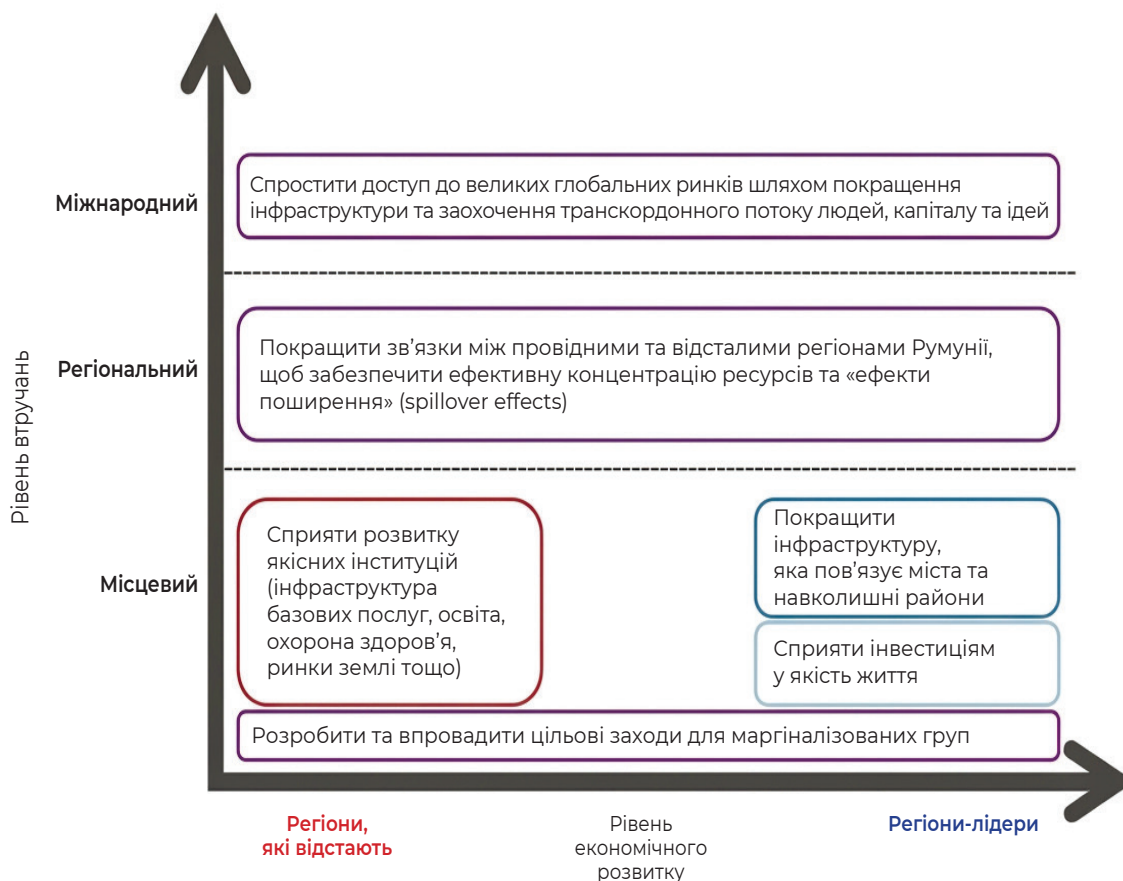 Рівень втручань
Міжнародний
Спростити доступ до великих глобальних ринків шляхом покращення
інфраструктури та заохочення транскордонного потоку людей, капіталу та ідей
Регіональний
Покращити зв’язки між провідними та відсталими регіонами Румунії,
щоб забезпечити ефективну концентрацію ресурсів та «ефекти
поширення» (spillover effects)
Місцевий
Сприяти розвитку
якісних інституцій
(інфраструктура
базових послуг, освіта,
охорона здоров’я,
ринки землі тощо)
Покращити
інфраструктуру,
яка пов’язує міста та
навколишні райони
Сприяти інвестиціям
у якість життя
Розробити та впровадити цільові заходи для маргіналізованих груп
Регіони,
які відстають
Рівень
економічного
розвитку
Регіони-лідери